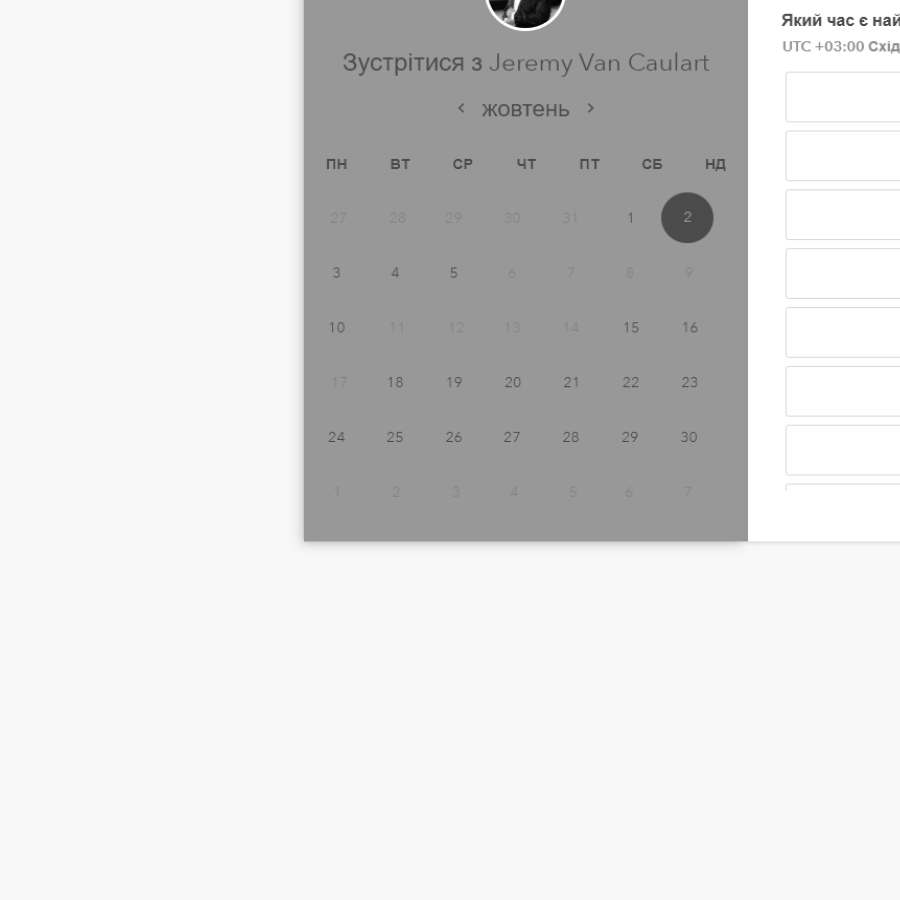 Зустрітися з Jeremy Van Caulart
‹ жовтень ›
ПН ВТ СР ЧТ ПТ СБ НД
27 28 29 30 31 1 2
3 4 5 6 7 8 9
10 11 12 13 14 15 16
17 18 19 20 21 22 23
24 25 26 27 28 29 30
1 2 3 4 5 6 7
Який час є най
UTC +03:00 Схід